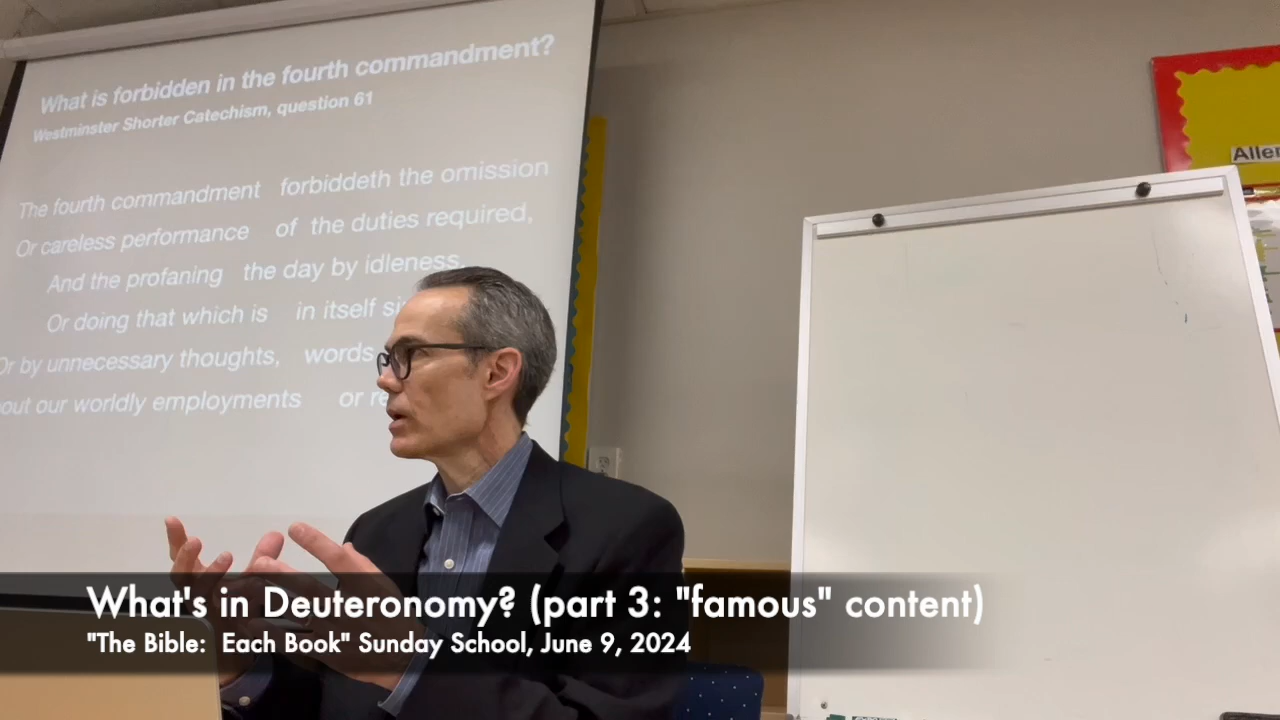 What is forbidden in the fourth commandment?
Westminster Shorter Catechism, question 61
The fourth commandment forbiddeth the omission
Or careless performance of the duties required,
And the profaning the day by idleness,
Or doing that which is in itself
Or by unnecessary thoughts, words
our worldly employments or
Aller
What's in Deuteronomy? (part 3: "famous" content)
"The Bible: Each Book" Sunday School, June 9, 2024